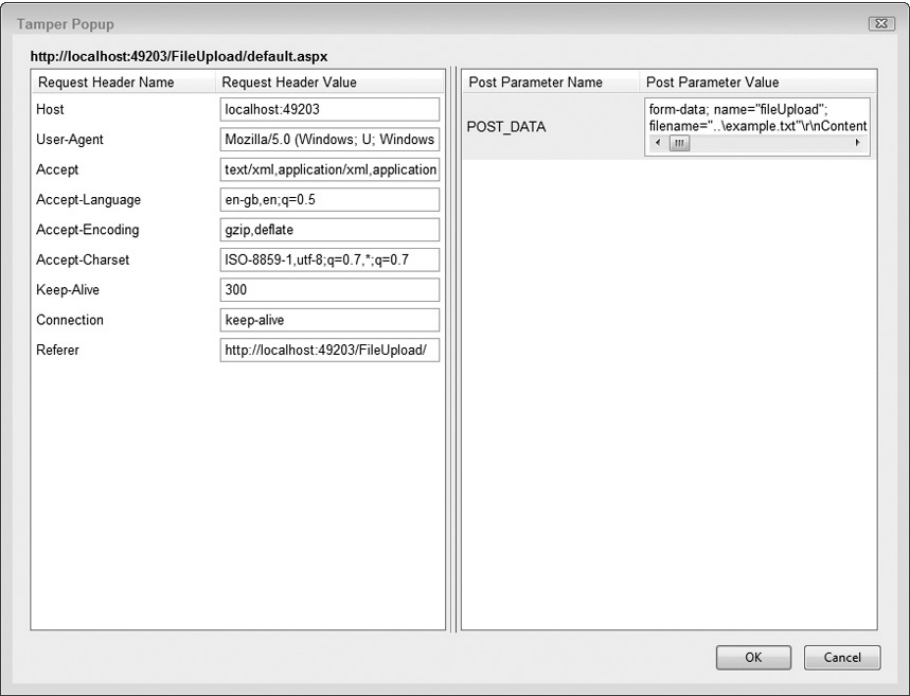 Tamper Popup
http://localhost:49203/FileUpload/default.aspx
Request Header Name Request Header Value
Host localhost:49203
User-Agent Mozilla/5.0 (Windows; U; Windows
Accept text/xml,application/xml,application
Accept-Language en-gb,en;q=0.5
Accept-Encoding gzip,deflate
Accept-Charset ISO-8859-1,utf-8;q=0.7,*;q=0.7
Keep-Alive 300
Connection keep-alive
Referer http://localhost:49203/FileUpload/
Post Parameter Name Post Parameter Value
POST_DATA
form-data; name="fileUpload";
filename="..\example.txt"\r\nContent
OK Cancel